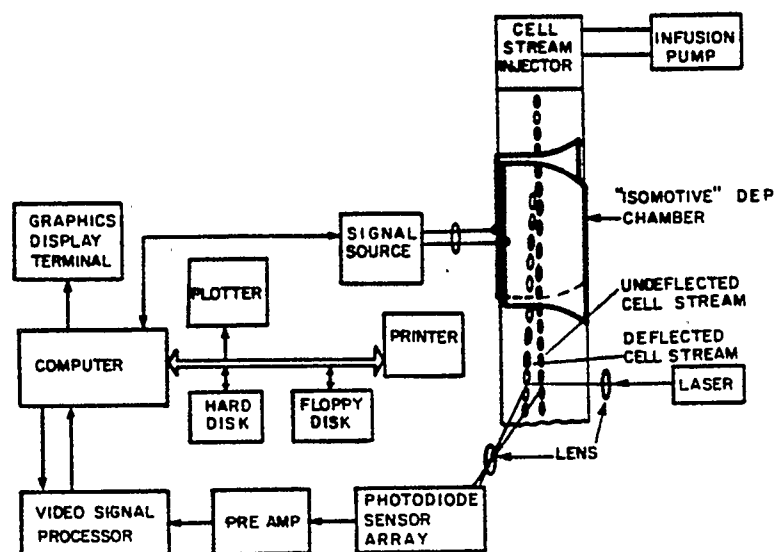 CELL
STREAM
INJECTOR
INFUSION
PUMP
"ISOMOTIVE" DEP
CHAMBER
GRAPHICS
DISPLAY
TERMINAL
SIGNAL
SOURCE
PLOTTER
UNDEFLECTED
CELL STREAM
PRINTER
DEFLECTED
CELL STREAM
COMPUTER
LASER
HARD
DISK
FLOPPY
DISK
LENS
VIDEO SIGNAL
PROCESSOR
PRE AMP
PHOTODIODE
SENSOR
ARRAY